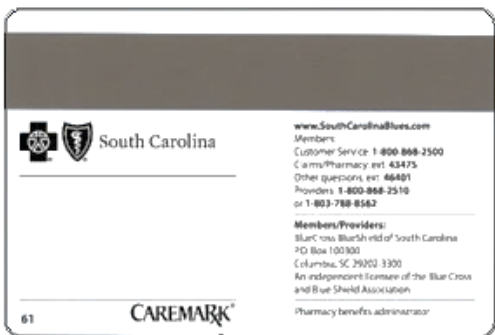 South Carolina
www.SouthCarolinaBlues.com
Members:
Customer Service: 1-800-868-2500
Claims/Pharmacy: ext. 43475
Other questions: ext. 46401
Providers: 1-800-868-2510
or 1-803-788-8562
Members/Providers:
BlueCross BlueShield of South Carolina
P.O. Box 100300
Columbia, SC 29202-3300
An independent licensee of the Blue Cross
and Blue Shield Association
61
CAREMARK®
Pharmacy benefits administrator